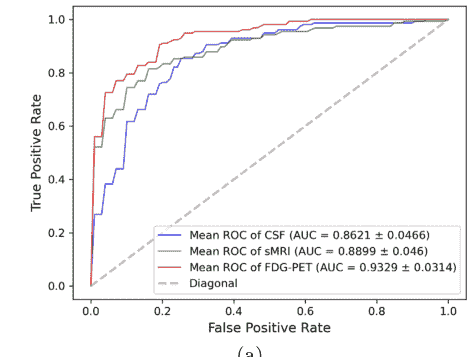 1.0
0.8
0.6
0.4
0.2
0.0
True Positive Rate
Mean ROC of CSF (AUC = 0.8621 ± 0.0466)
Mean ROC of sMRI (AUC = 0.8899 ± 0.046)
Mean ROC of FDG-PET (AUC = 0.9329 ± 0.0314)
Diagonal
0.0 0.2 0.4 0.6 0.8 1.0
False Positive Rate
(a)